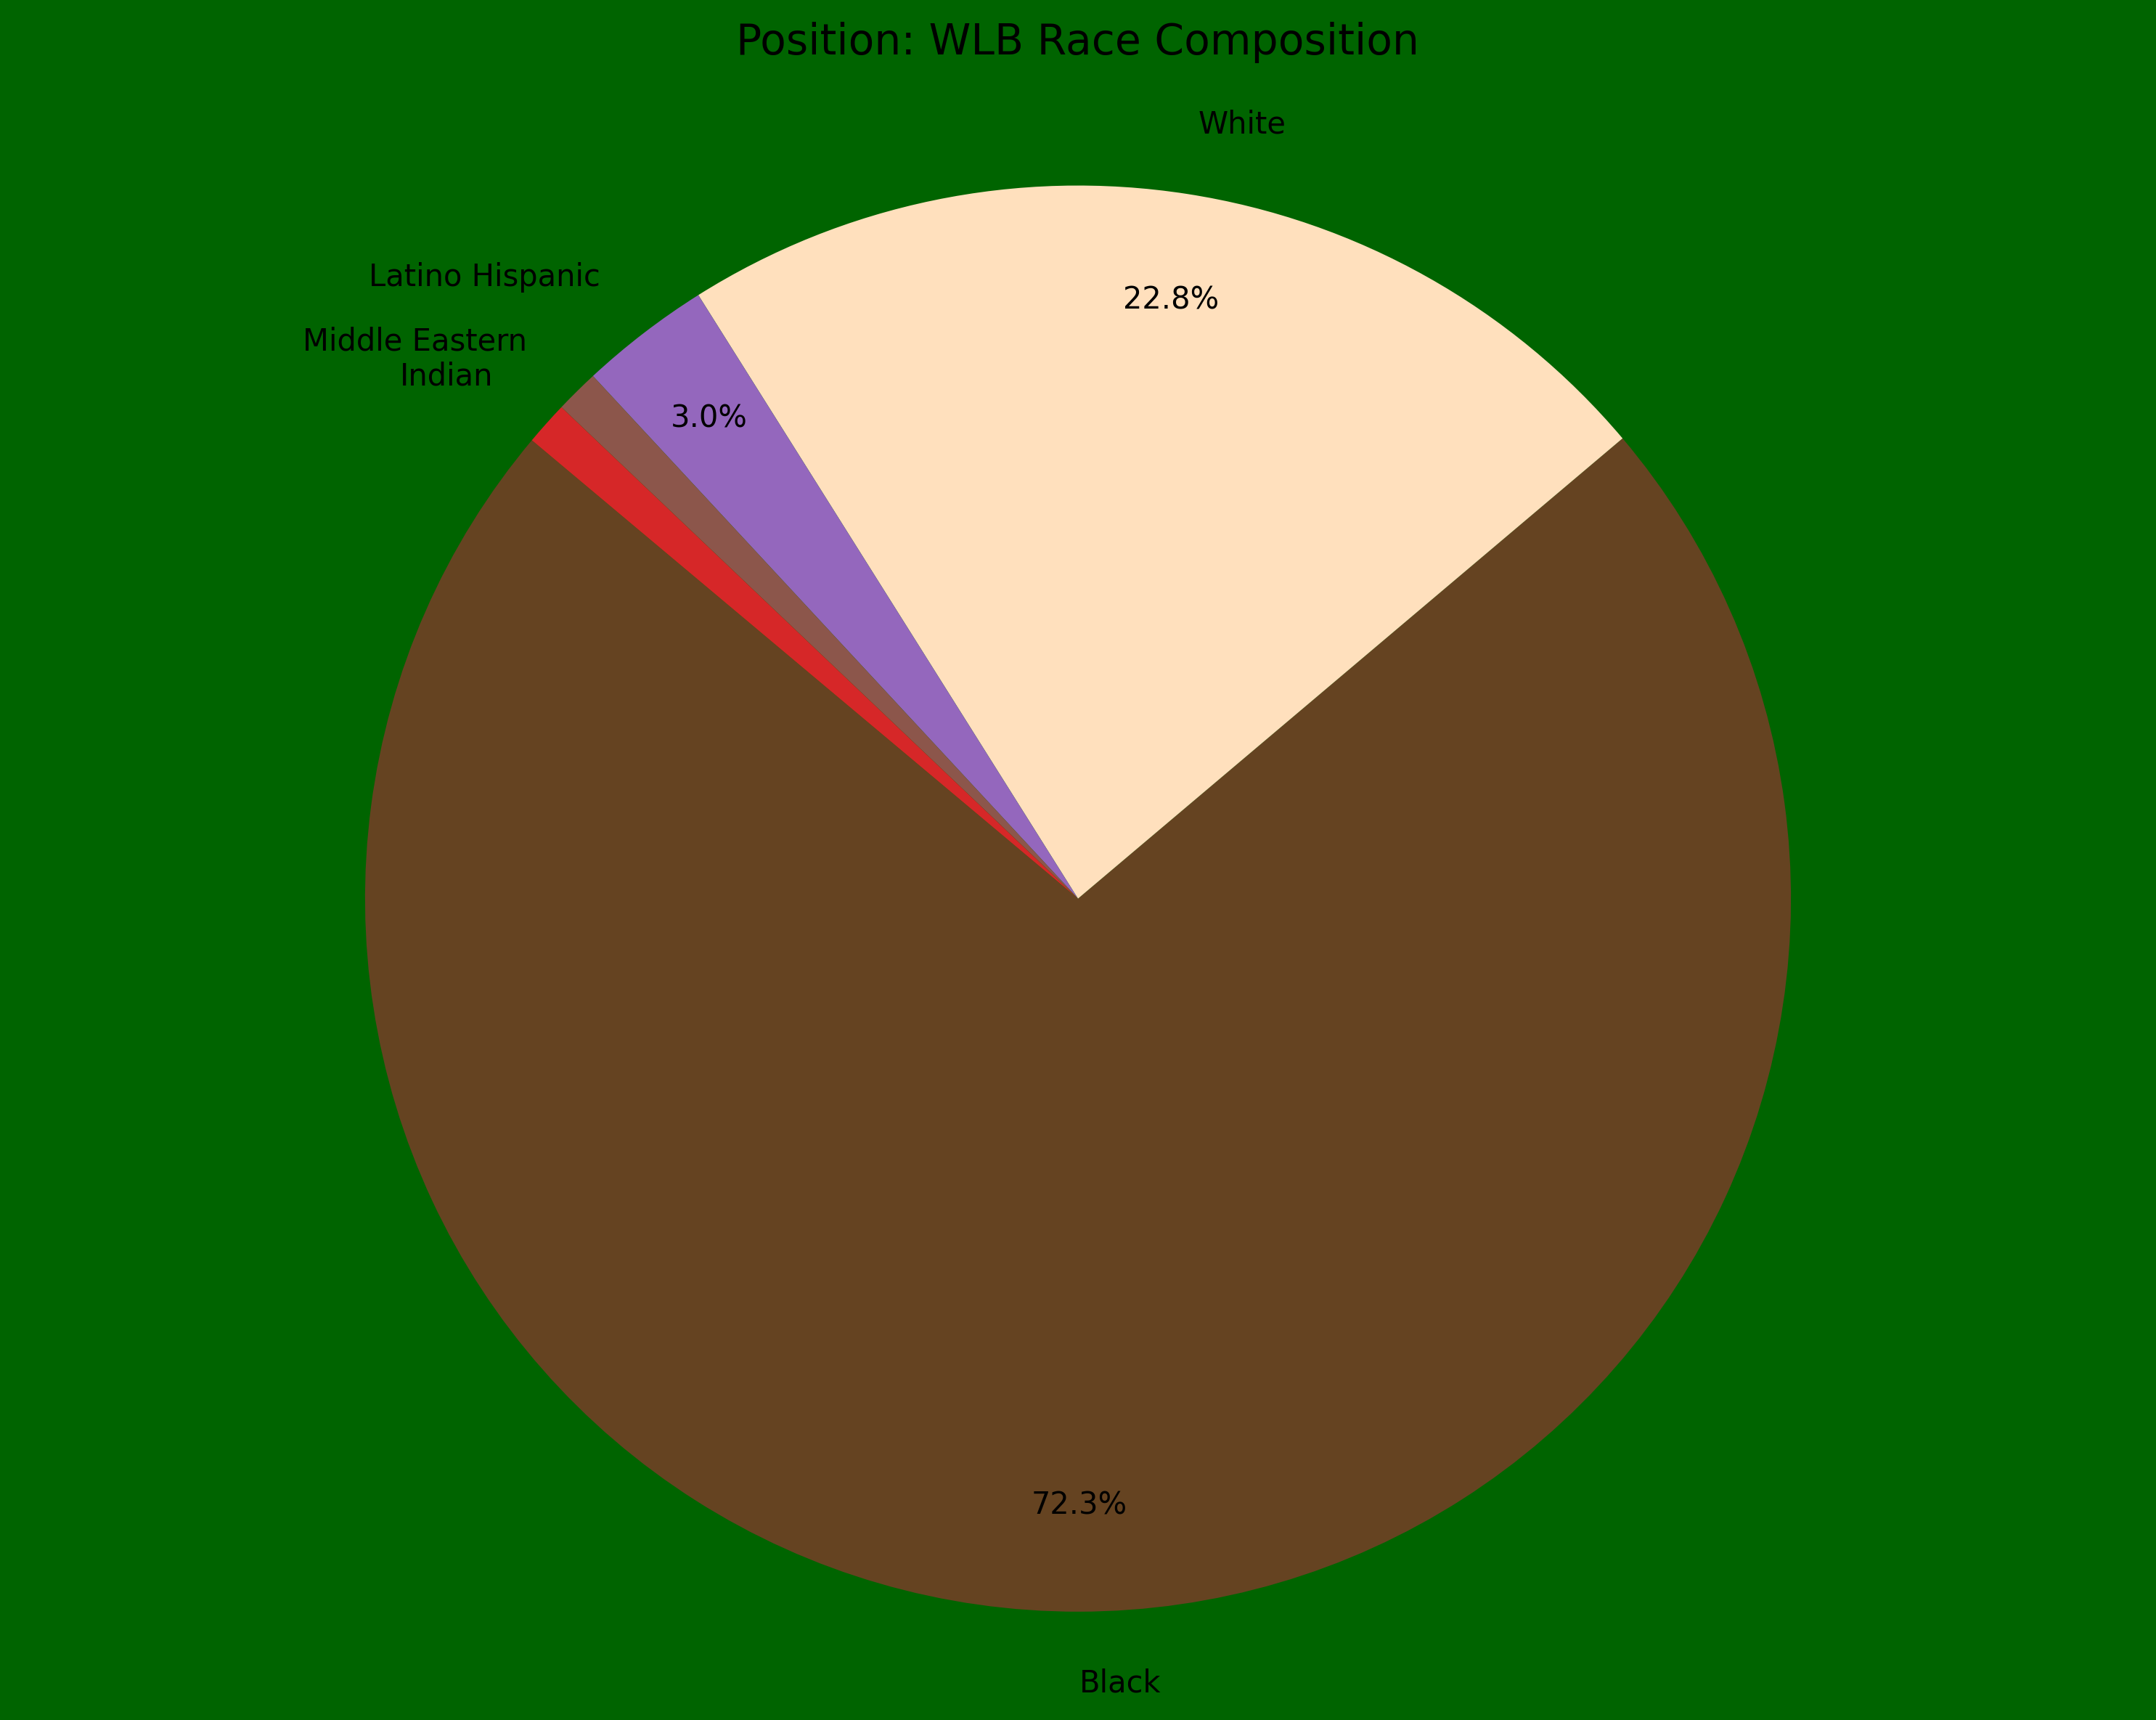 Position: WLB Race Composition
White
Latino Hispanic
22.8%
Middle Eastern
Indian
3.0%
72.3%
Black